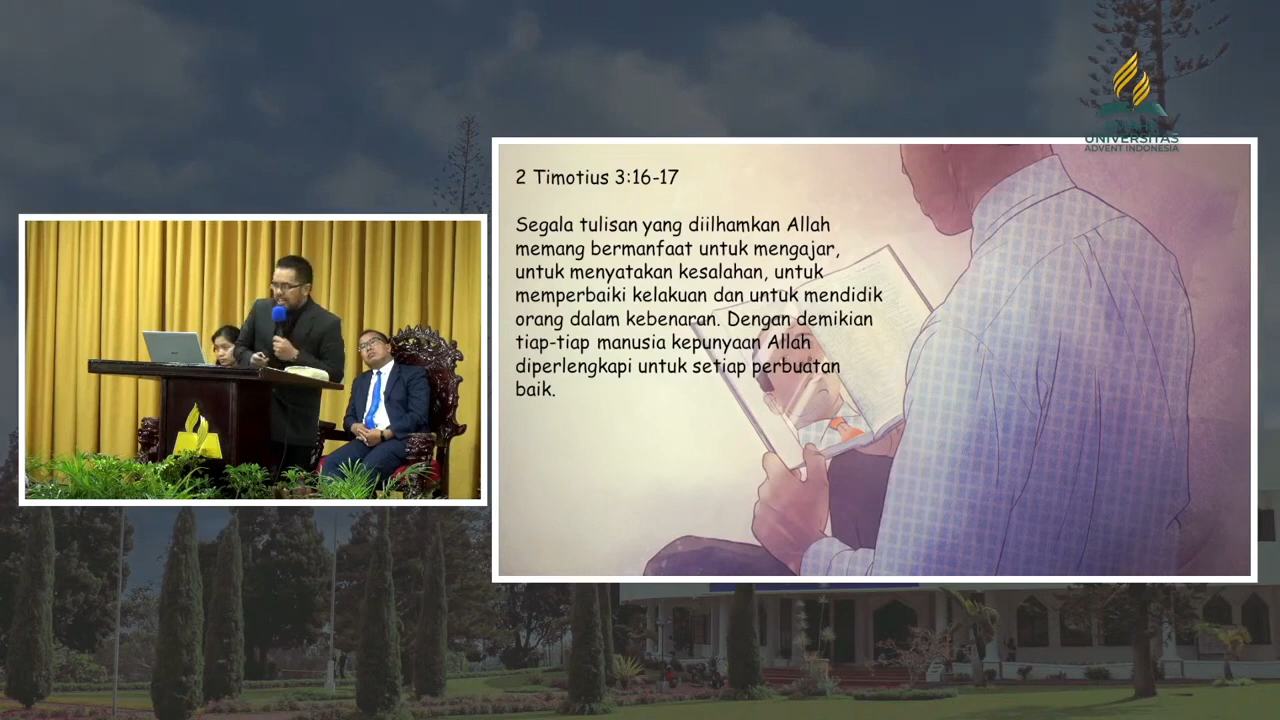 UNIVERSITAS
ADVENT INDONESIA
2 Timotius 3:16-17
Segala tulisan yang diilhamkan Allah
memang bermanfaat untuk mengajar,
untuk menyatakan kesalahan, untuk
memperbaiki kelakuan dan untuk mendidik
orang dalam kebenaran. Dengan demikian
tiap-tiap manusia kepunyaan Allah
diperlengkapi untuk setiap perbuatan
baik.